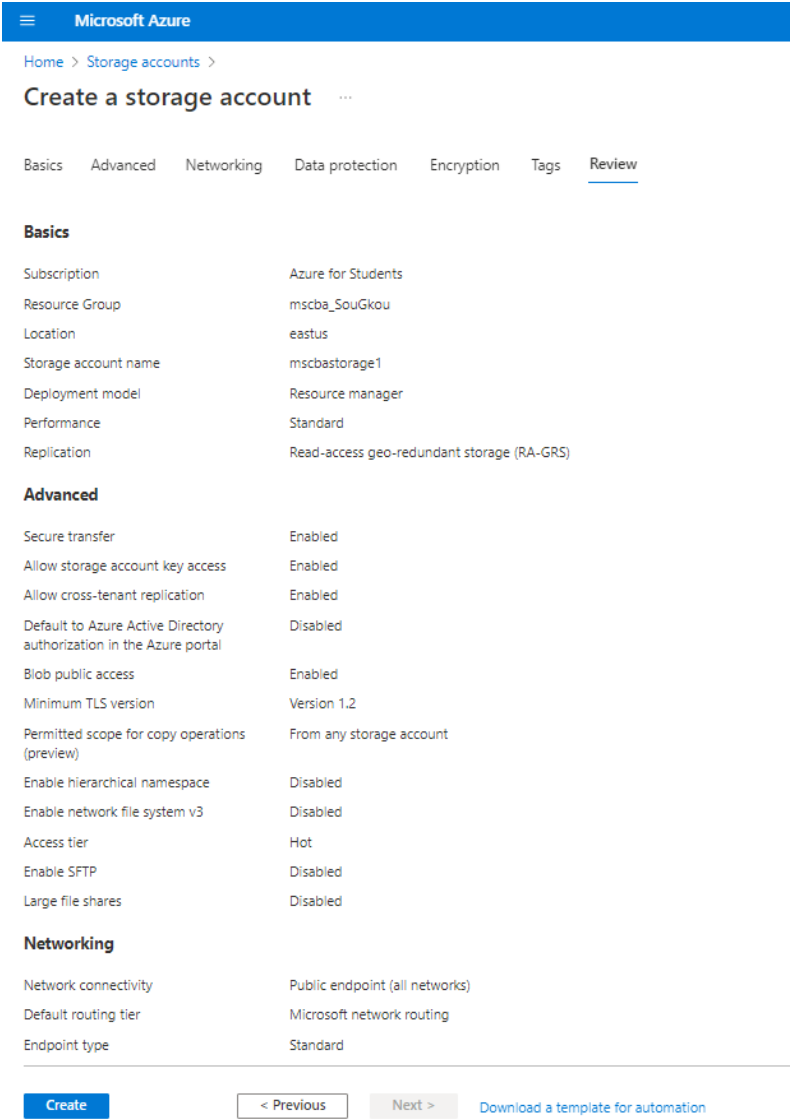 Microsoft Azure
Home > Storage accounts >
Create a storage account ...
Basics Advanced Networking Data protection Encryption Tags Review
Basics
Subscription Azure for Students
Resource Group mscba_SouGkou
Location eastus
Storage account name mscbastorage1
Deployment model Resource manager
Performance Standard
Replication Read-access geo-redundant storage (RA-GRS)
Advanced
Secure transfer Enabled
Allow storage account key access Enabled
Allow cross-tenant replication Enabled
Default to Azure Active Directory Disabled
authorization in the Azure portal
Blob public access Enabled
Minimum TLS version Version 1.2
Permitted scope for copy operations From any storage account
(preview)
Enable hierarchical namespace Disabled
Enable network file system v3 Disabled
Access tier Hot
Enable SFTP Disabled
Large file shares Disabled
Networking
Network connectivity Public endpoint (all networks)
Default routing tier Microsoft network routing
Endpoint type Standard
Create < Previous Next > Download a template for automation